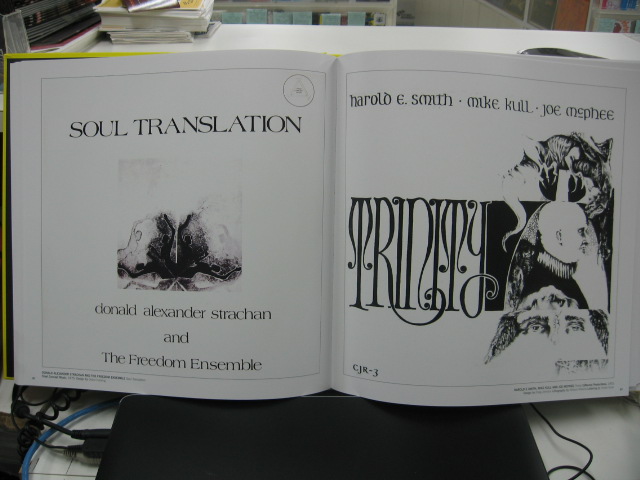 SOUL TRANSLATION
donald alexander strachan
and
The Freedom Ensemble
harold e. smith · mike kull · joe mcphee
TRINITY
CJR-3